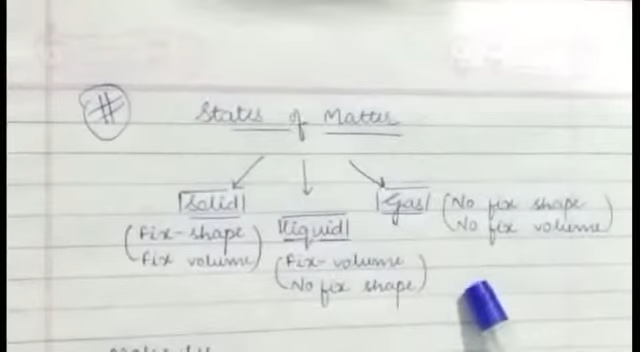 #
States of Matter
Solid
(Fix-shape
Fix volume)
liquid
(Fix-volume
No fix shape)
Gas (No fix shape
No fix volume)